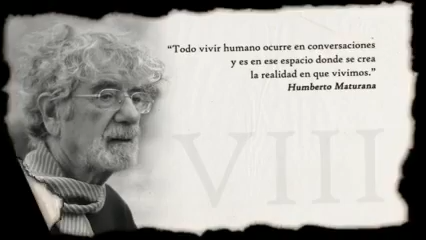 “Todo vivir humano ocurre en conversaciones
y es en ese espacio donde se crea
la realidad en que vivimos.”
Humberto Maturana
VIII